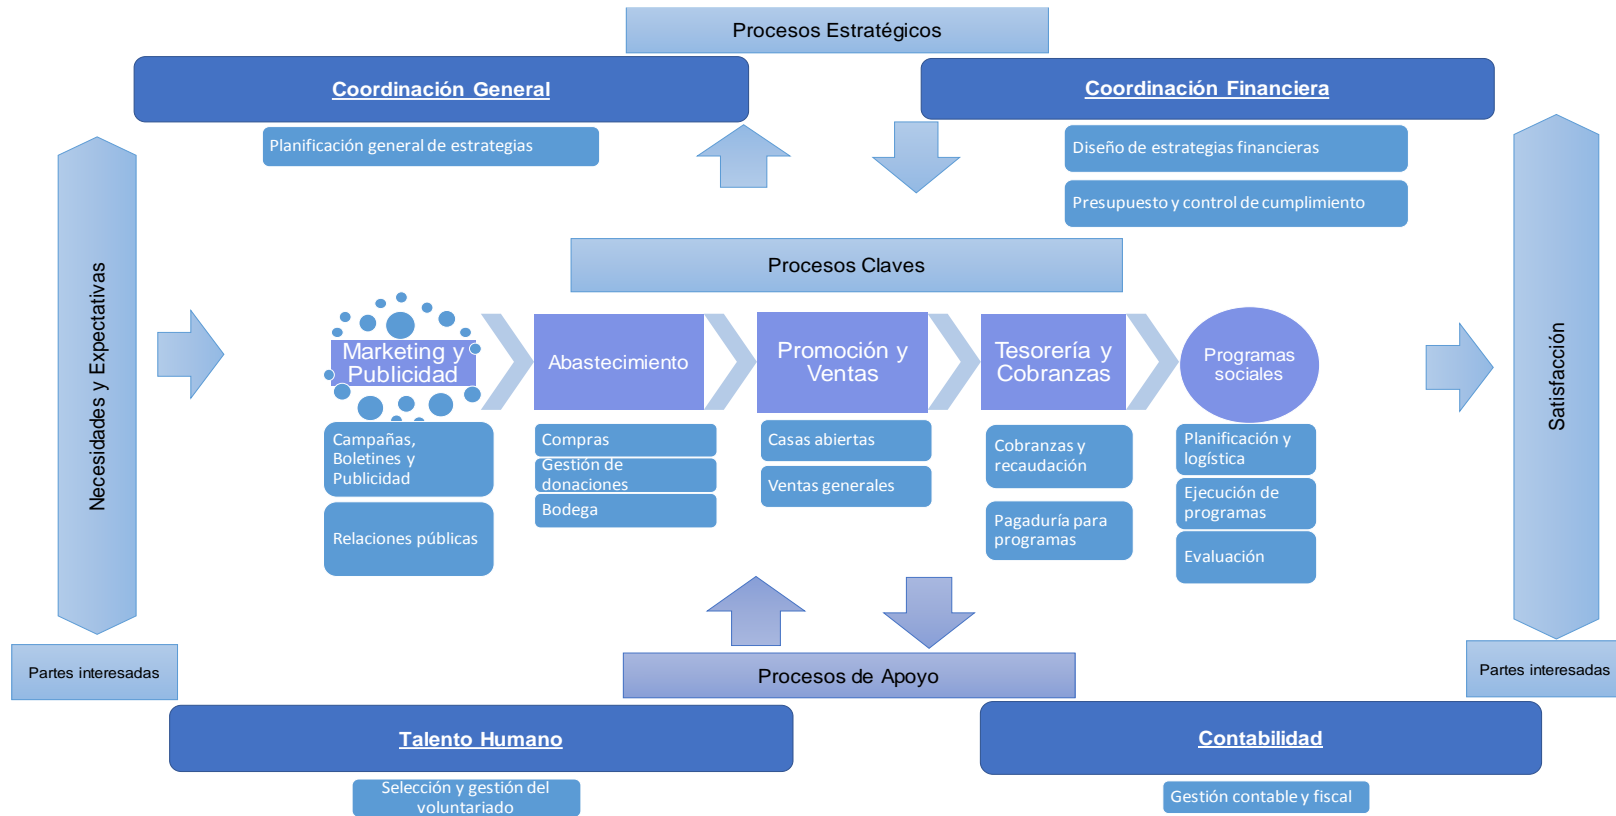 Procesos Estratégicos
Coordinación General
Coordinación Financiera
Planificación general de estrategias
Diseño de estrategias financieras
Presupuesto y control de cumplimiento
Necesidades y Expectativas
Procesos Claves
Marketing y
Publicidad
Abastecimiento
Promoción y
Ventas
Tesorería y
Cobranzas
Programas
sociales
Satisfacción
Campañas,
Boletines y
Publicidad
Relaciones públicas
Compras
Gestión de
donaciones
Bodega
Casas abiertas
Ventas generales
Cobranzas y
recaudación
Pagaduría para
programas
Planificación y
logística
Ejecución de
programas
Evaluación
Partes interesadas
Procesos de Apoyo
Partes interesadas
Talento Humano
Contabilidad
Selección y gestión del
voluntariado
Gestión contable y fiscal